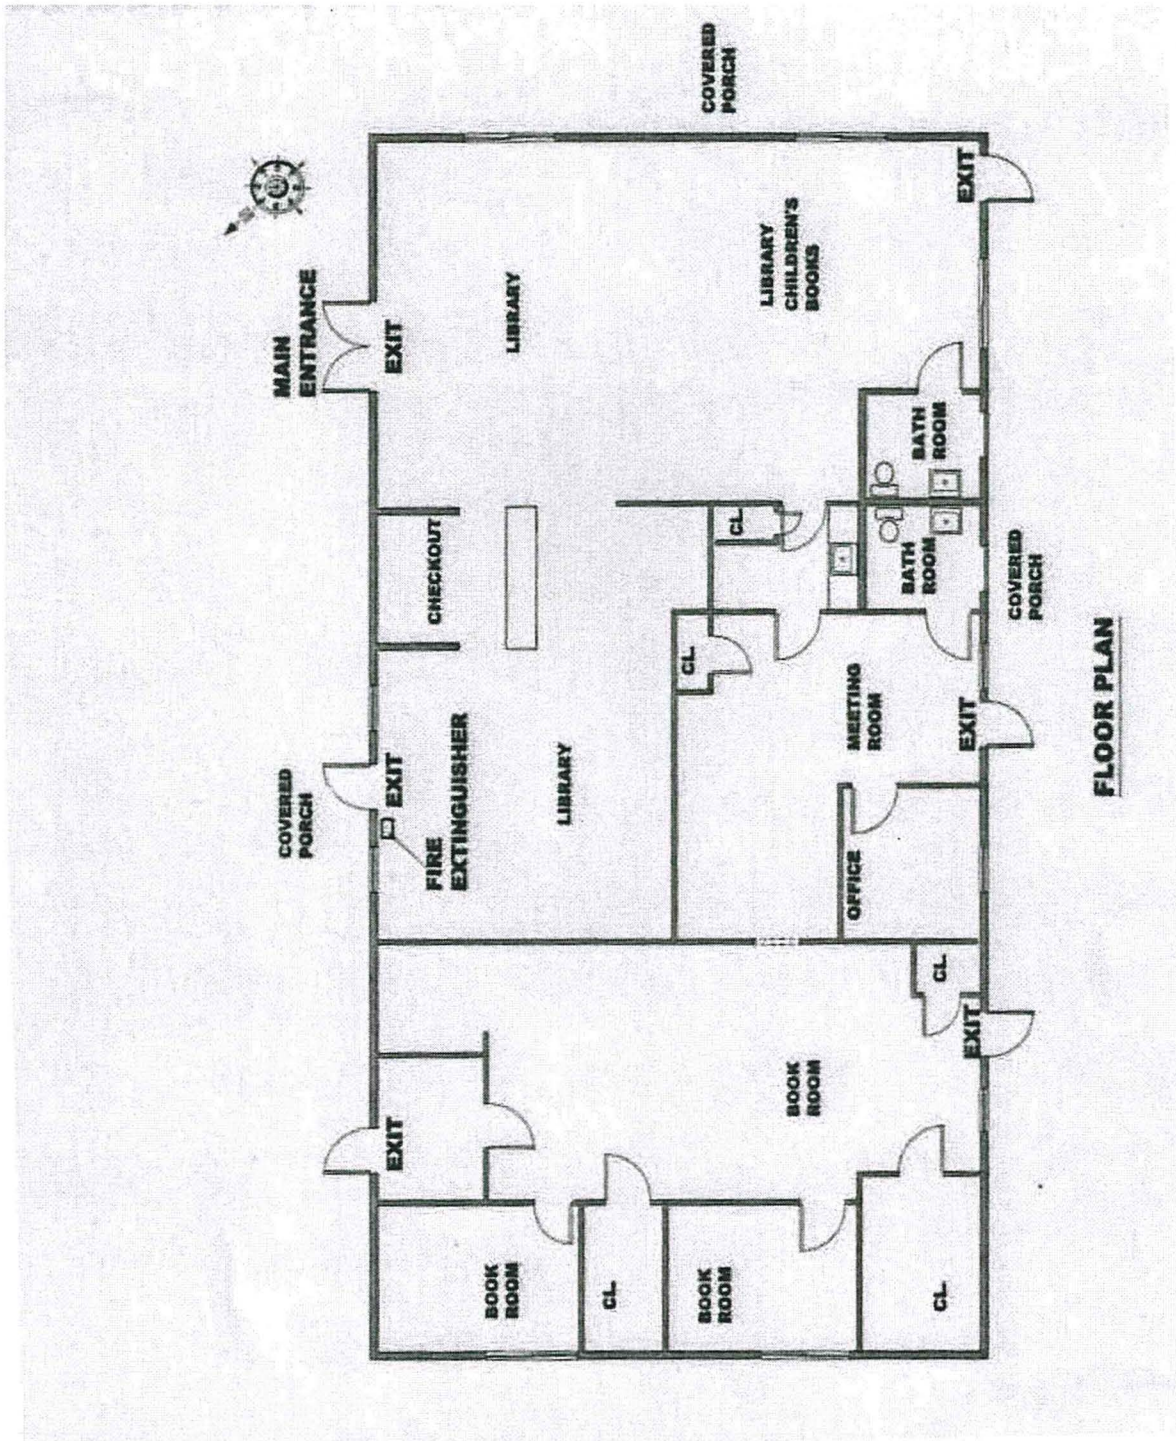 COVERED
PORCH
MAIN
ENTRANCE
EXIT
EXIT
EXIT
FIRE
EXTINGUISHER
CHECKOUT
BOOK
ROOM
LIBRARY
LIBRARY
CL.
BOOK
ROOM
CL.
CL.
COVERED
PORCH
LIBRARY
CHILDREN'S
BOOKS
BOOK
ROOM
OFFICE
MEETING
ROOM
BATH
ROOM
BATH
ROOM
CL.
CL.
EXIT
EXIT
EXIT
COVERED
PORCH
FLOOR PLAN